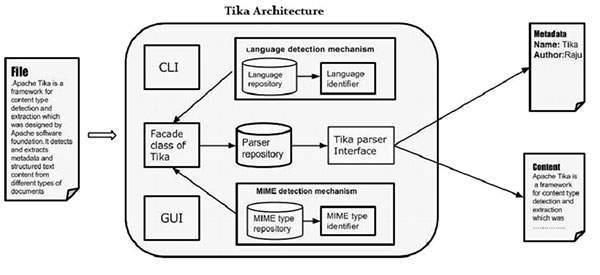 Tika Architecture
File
.Apache Tika is a
framework for
content type
detection and
extraction which
was designed by
Apache software
foundation. It detects
and extracts
metadata and
structured text
content from
different types of
documents
CLI
Language detection mechanism
Language
repository
Language
identifier
Facade
class of
Tika
Parser
repository
Tika parser
Interface
GUI
MIME detection mechanism
MIME type
repository
MIME type
identifier
Metadata
Name: Tika
Author:Raju
Content
Apache Tika is
a framework
for content type
detection and
extraction
which was
...............